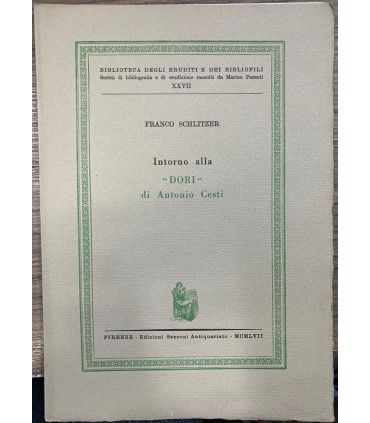 BIBLIOTECA DEGLI ERUDITI E DEI BIBLIOFILI
Scritti di bibliografia e di erudizione raccolti da Marino Parenti
XXVII
FRANCO SCHLITZER
Intorno alla
"DORI"
di Antonio Cesti
FIRENZE - Edizioni Sansoni Antiquariato - MCMLVII